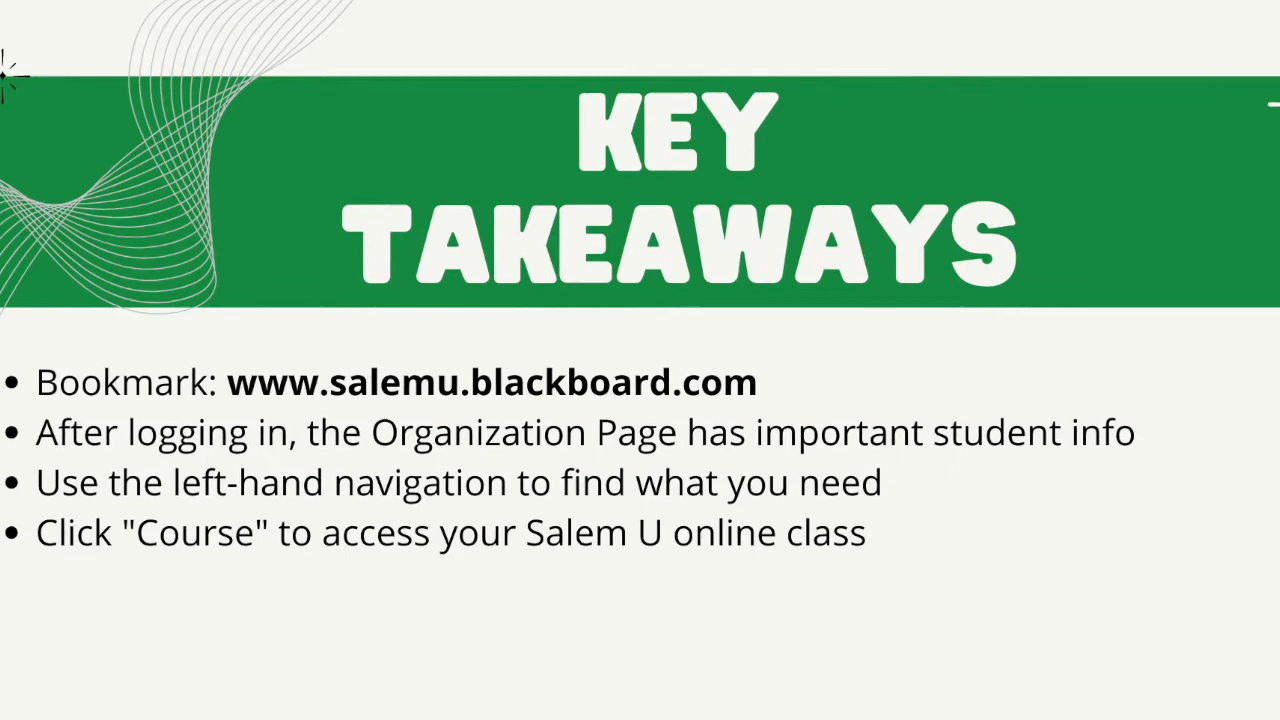 KEY
TAKEAWAYS
• Bookmark: www.salemu.blackboard.com
• After logging in, the Organization Page has important student info
• Use the left-hand navigation to find what you need
• Click "Course" to access your Salem U online class